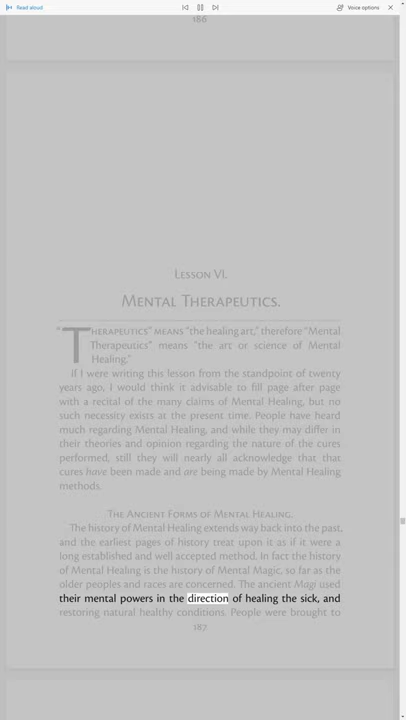 Read aloud
Voice options
186
LESSON VI.
MENTAL THERAPEUTICS.
"THERAPEUTICS" MEANS "the healing art," therefore "Mental
Therapeutics" means "the art or science of Mental
Healing."
If I were writing this lesson from the standpoint of twenty
years ago, I would think it advisable to fill page after page
with a recital of the many claims of Mental Healing, but no
such necessity exists at the present time. People have heard
much regarding Mental Healing, and while they may differ in
their theories and opinion regarding the nature of the cures
performed, still they will nearly all acknowledge that that
cures have been made and are being made by Mental Healing
methods.
THE ANCIENT FORMS OF MENTAL HEALING.
The history of Mental Healing extends way back into the past,
and the earliest pages of history treat upon it as if it were a
long established and well accepted method. In fact the history
of Mental Healing is the history of Mental Magic, so far as the
older peoples and races are concerned. The ancient Magi used
their mental powers in the direction of healing the sick, and
restoring natural healthy conditions. People were brought to
187